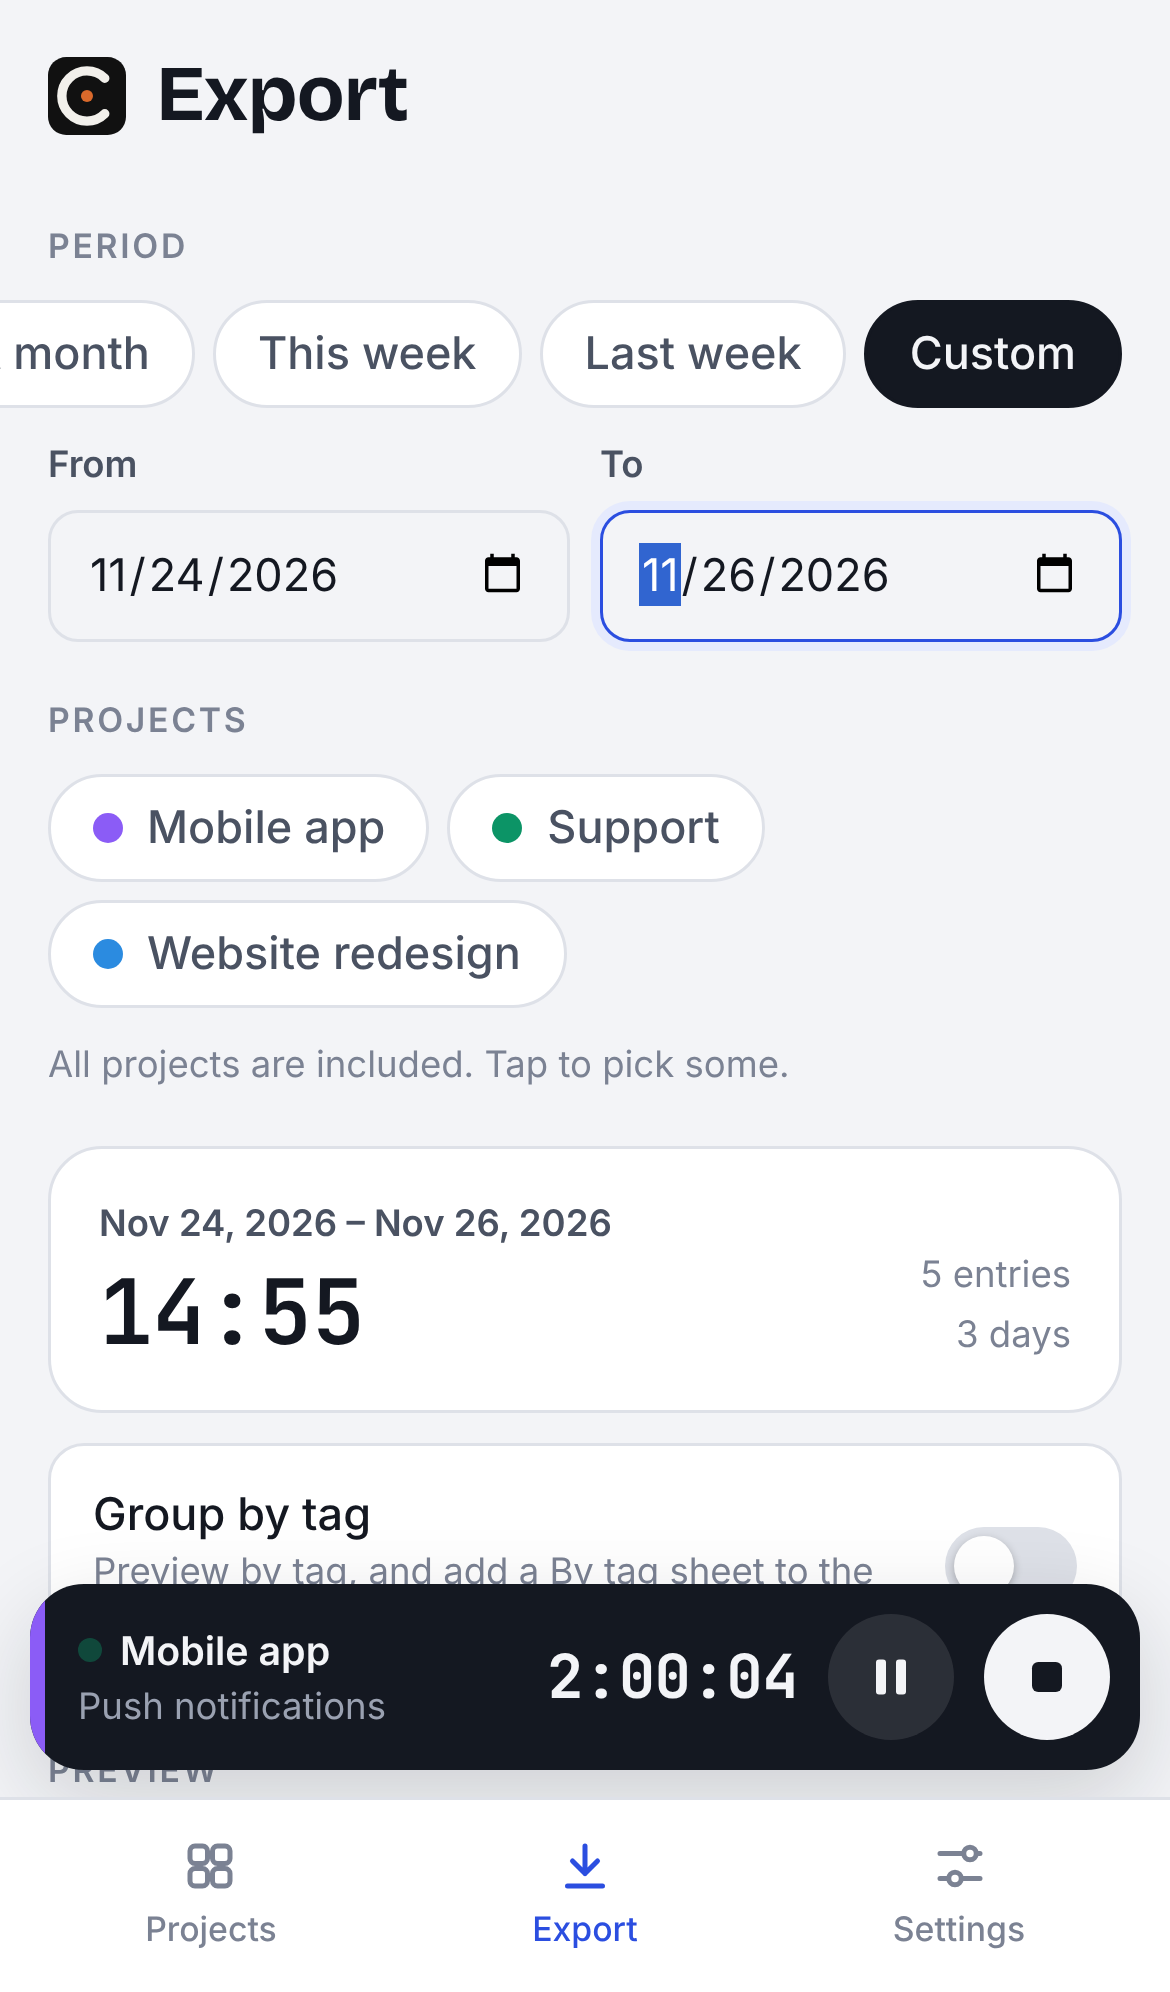 Export
PERIOD
month
This week
Last week
Custom
From
To
11/24/2026
11/26/2026
PROJECTS
Mobile app
Support
Website redesign
All projects are included. Tap to pick some.
Nov 24, 2026 – Nov 26, 2026
14:55
5 entries
3 days
Group by tag
Preview by tag, and add a By tag sheet to the
Mobile app
Push notifications
2:00:04
PREVIEW
Projects
Export
Settings